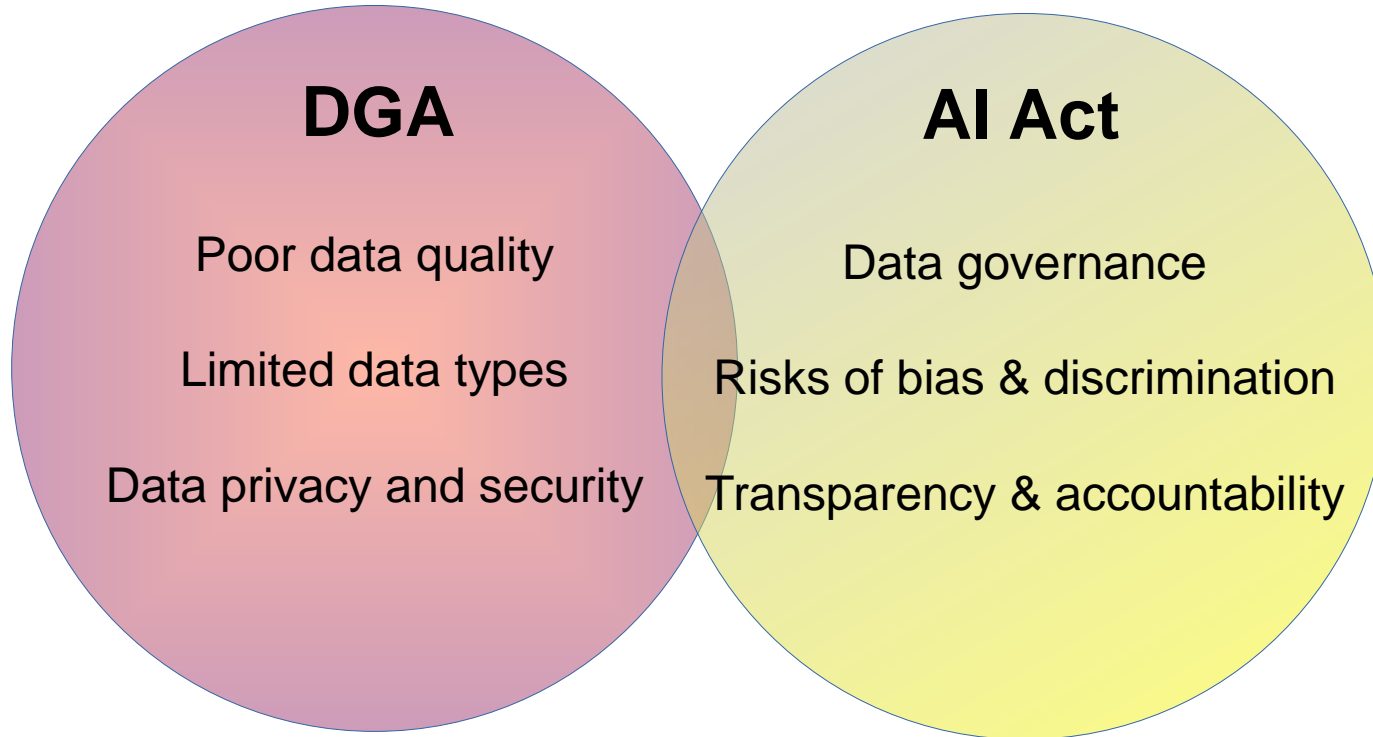 DGA
Poor data quality
Limited data types
Data privacy and security
AI Act
Data governance
Risks of bias & discrimination
Transparency & accountability